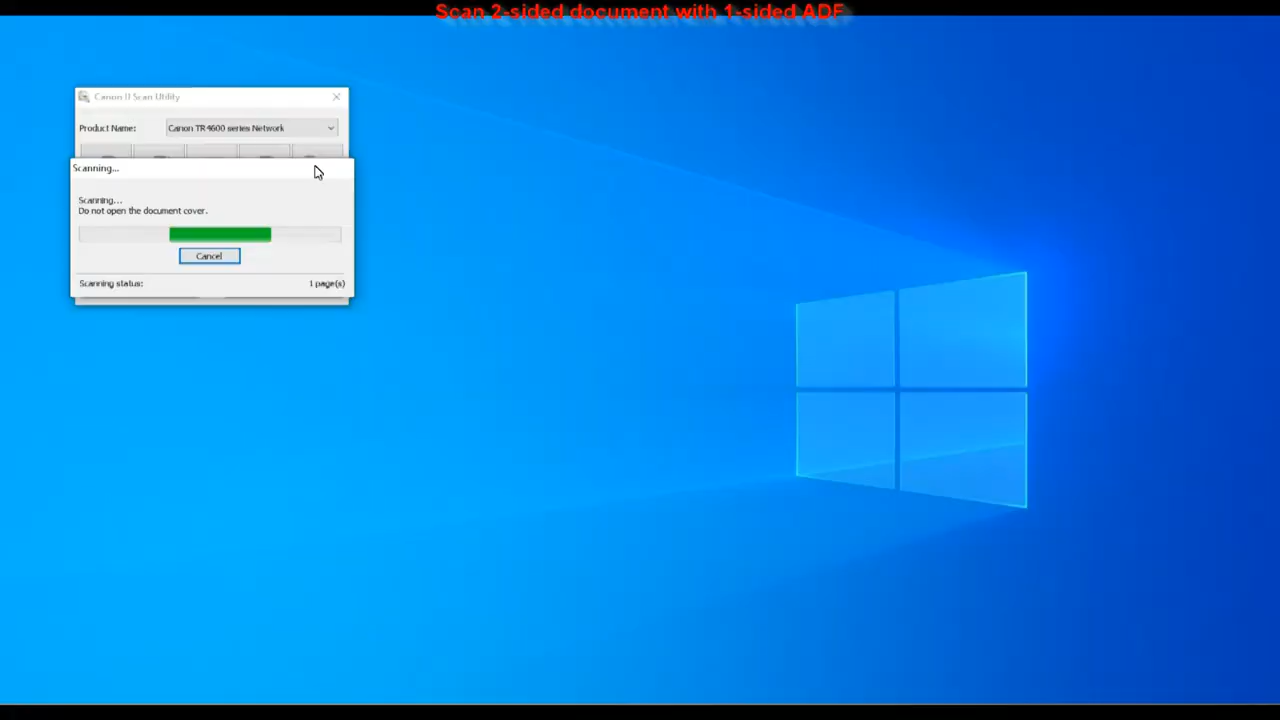 Scan 2-sided document with 1-sided ADF
Canon IJ Scan Utility
Product Name: Canon TR4600 series Network
Scanning...
Scanning...
Do not open the document cover.
Cancel
Scanning status: 1 page(s)